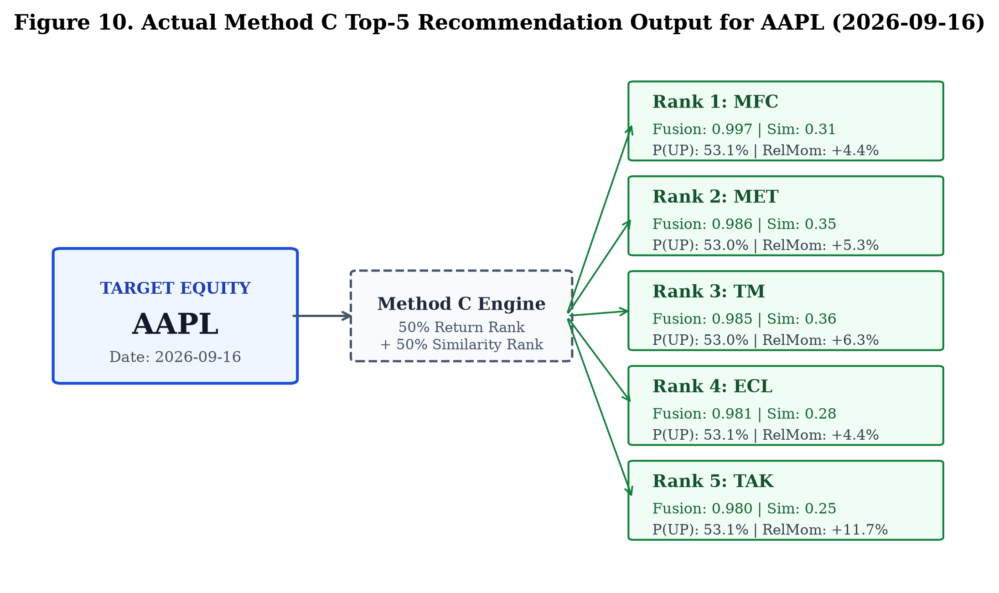 Figure 10. Actual Method C Top-5 Recommendation Output for AAPL (2026-09-16)
TARGET EQUITY
AAPL
Date: 2026-09-16
Method C Engine
50% Return Rank
+ 50% Similarity Rank
Rank 1: MFC
Fusion: 0.997 | Sim: 0.31
P(UP): 53.1% | RelMom: +4.4%
Rank 2: MET
Fusion: 0.986 | Sim: 0.35
P(UP): 53.0% | RelMom: +5.3%
Rank 3: TM
Fusion: 0.985 | Sim: 0.36
P(UP): 53.0% | RelMom: +6.3%
Rank 4: ECL
Fusion: 0.981 | Sim: 0.28
P(UP): 53.1% | RelMom: +4.4%
Rank 5: TAK
Fusion: 0.980 | Sim: 0.25
P(UP): 53.1% | RelMom: +11.7%